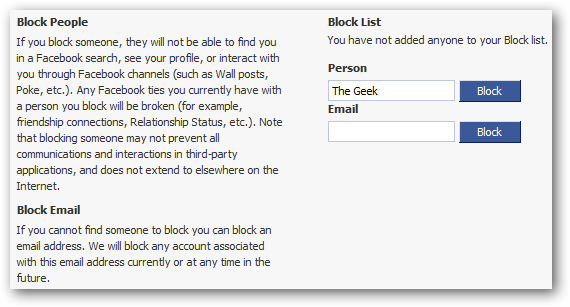 Block People
If you block someone, they will not be able to find you
in a Facebook search, see your profile, or interact with
you through Facebook channels (such as Wall posts,
Poke, etc.). Any Facebook ties you currently have with
a person you block will be broken (for example,
friendship connections, Relationship Status, etc.). Note
that blocking someone may not prevent all
communications and interactions in third-party
applications, and does not extend to elsewhere on the
Internet.
Block Email
If you cannot find someone to block you can block an
email address. We will block any account associated
with this email address currently or at any time in the
future.
Block List
You have not added anyone to your Block list.
Person
The Geek Block
Email
Block